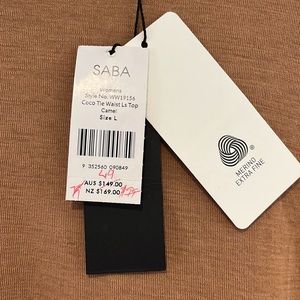 SABA
Womens
Style No. WW19156
Coco Tie Waist Ls Top
Camel
Size L
9 352560 090849
49
AUS $149.00
NZ $169.00
MERINO
EXTRA FINE
®